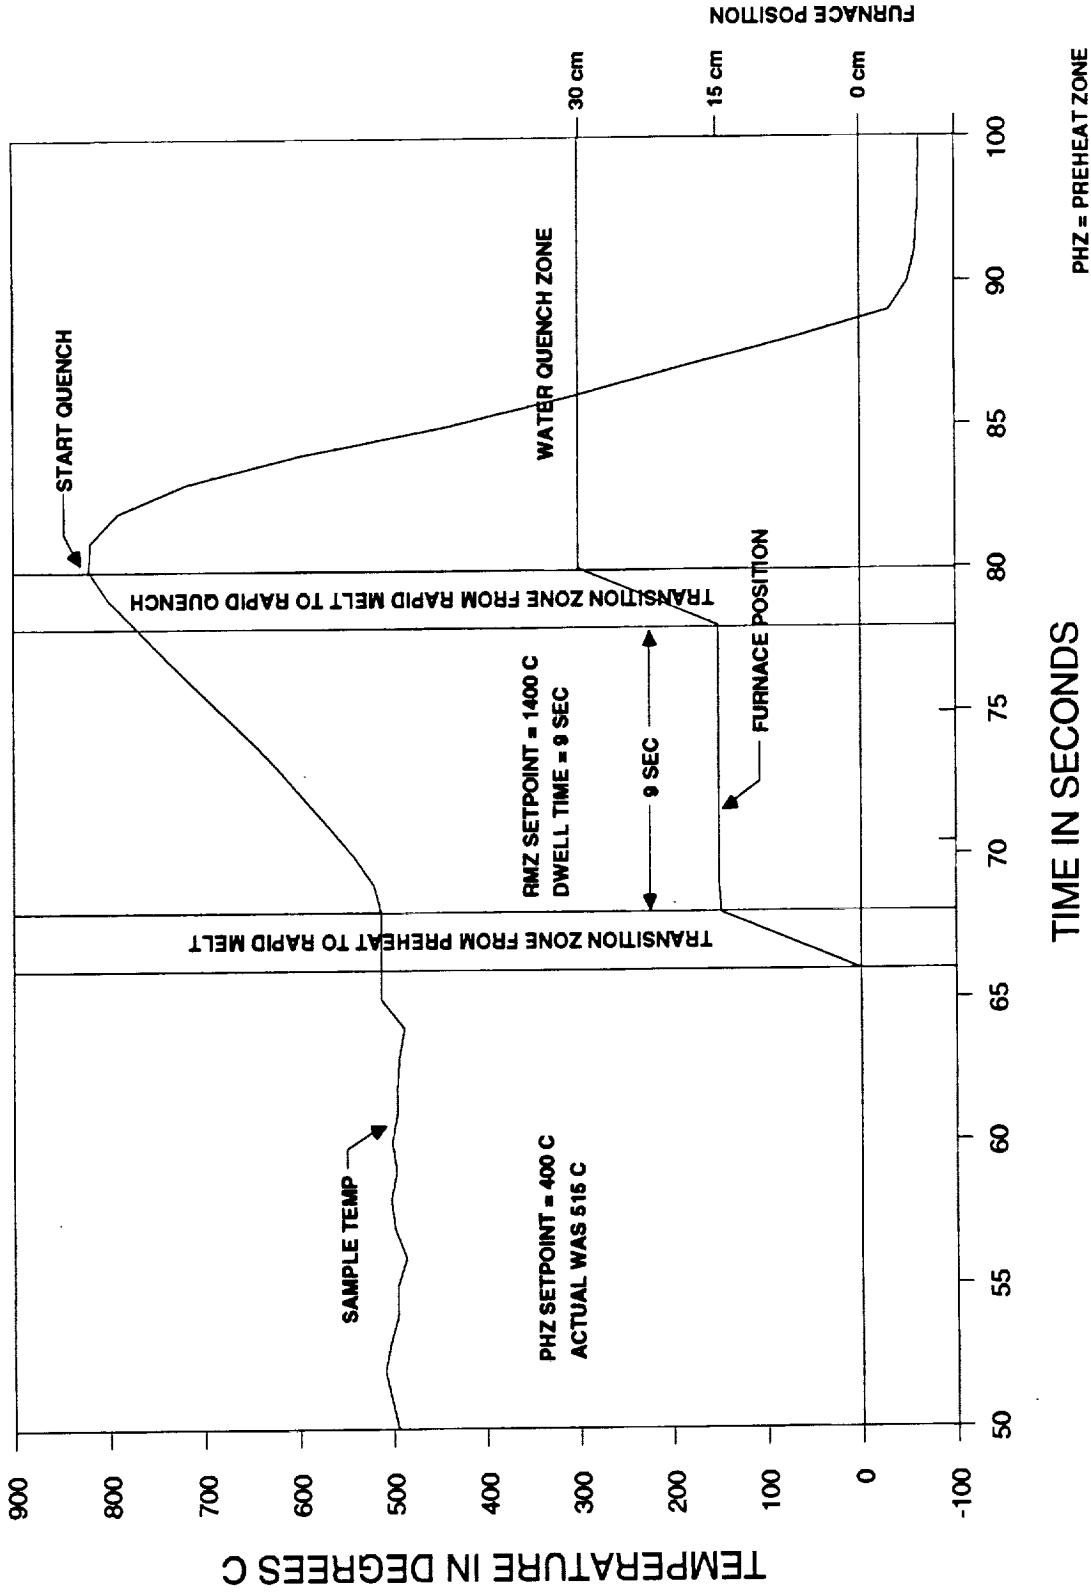 TEMPERATURE IN DEGREES C
900
800
700
600
500
400
300
200
100
0
-100
SAMPLE TEMP
PHZ SETPOINT = 400 C
ACTUAL WAS 515 C
TRANSITION ZONE FROM PREHEAT TO RAPID MELT
RMZ SETPOINT = 1400 C
DWELL TIME = 9 SEC
9 SEC
FURNACE POSITION
TRANSITION ZONE FROM RAPID MELT TO RAPID QUENCH
START QUENCH
WATER QUENCH ZONE
30 cm
15 cm
0 cm
FURNACE POSITION
50
55
60
65
70
75
80
85
90
100
TIME IN SECONDS
PHZ = PREHEAT ZONE